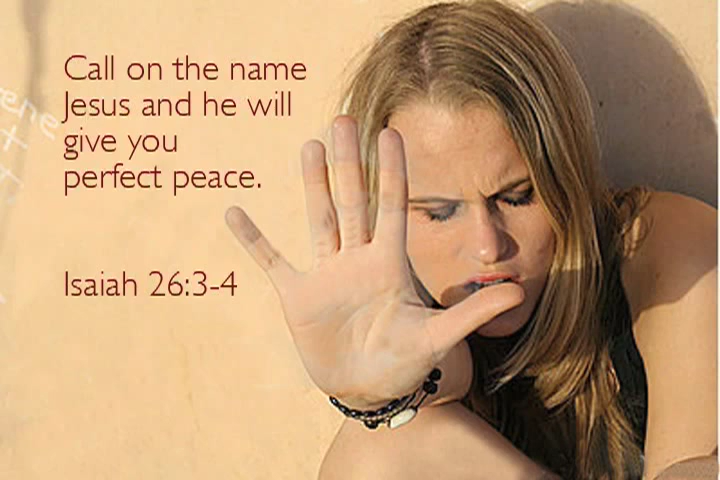 Call on the name
Jesus and he will
give you
perfect peace.
Isaiah 26:3-4